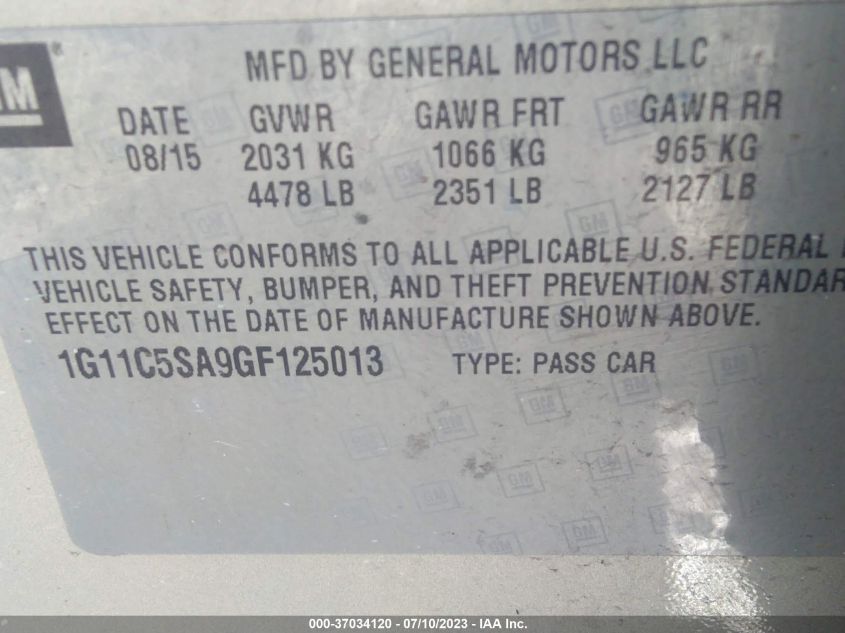 GM®
MFD BY GENERAL MOTORS LLC
DATE GVWR GAWR FRT GAWR RR
08/15 2031 KG 1066 KG 965 KG
4478 LB 2351 LB 2127 LB
THIS VEHICLE CONFORMS TO ALL APPLICABLE U.S. FEDERAL
VEHICLE SAFETY, BUMPER, AND THEFT PREVENTION STANDAR
EFFECT ON THE DATE OF MANUFACTURE SHOWN ABOVE.
1G11C5SA9GF125013 TYPE: PASS CAR
000-37034120 - 07/10/2023 - IAA Inc.